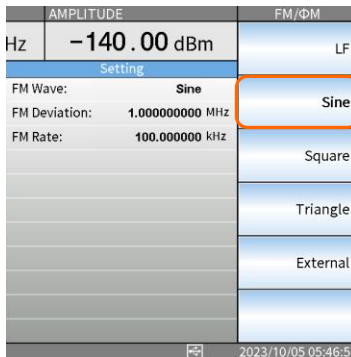 AMPLITUDE
FM/ΦM
Hz
−140.00 dBm
LF
Setting
FM Wave: Sine
Sine
FM Deviation: 1.000000000 MHz
FM Rate: 100.000000 kHz
Square
Triangle
External
2023/10/05 05:46:5